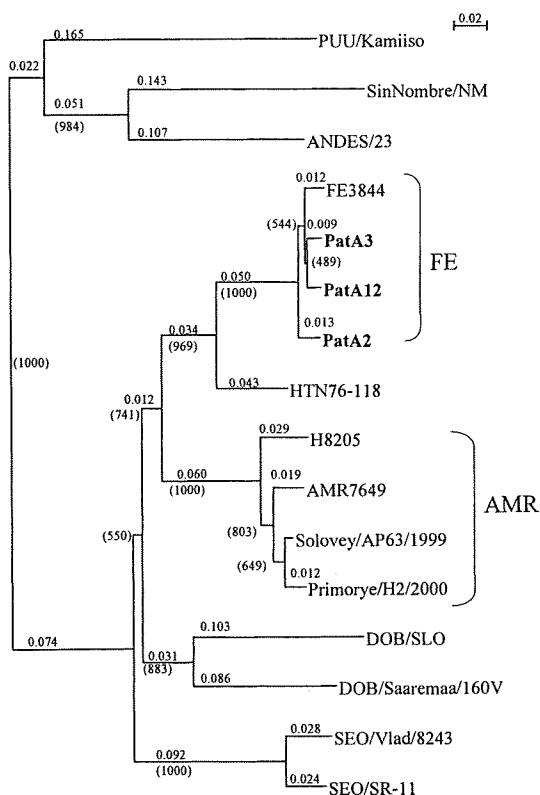 0.02
0.165
PUU/Kamiiso
0.022
0.143
SinNombre/NM
0.051
(984)
0.107
ANDES/23
0.012
FE3844
(544)
0.009
PatA3
(489)
FE
0.050
(1000)
PatA12
0.013
PatA2
0.034
(969)
(1000)
0.043
HTN76-118
0.012
(741)
0.029
H8205
0.060
(1000)
0.019
AMR7649
AMR
(803)
(550)
Solovey/AP63/1999
(649)
0.012
Primorye/H2/2000
0.103
DOB/SLO
0.074
0.031
(883)
0.086
DOB/Saaremaa/160V
0.028
SEO/Vlad/8243
0.092
(1000)
0.024
SEO/SR-11